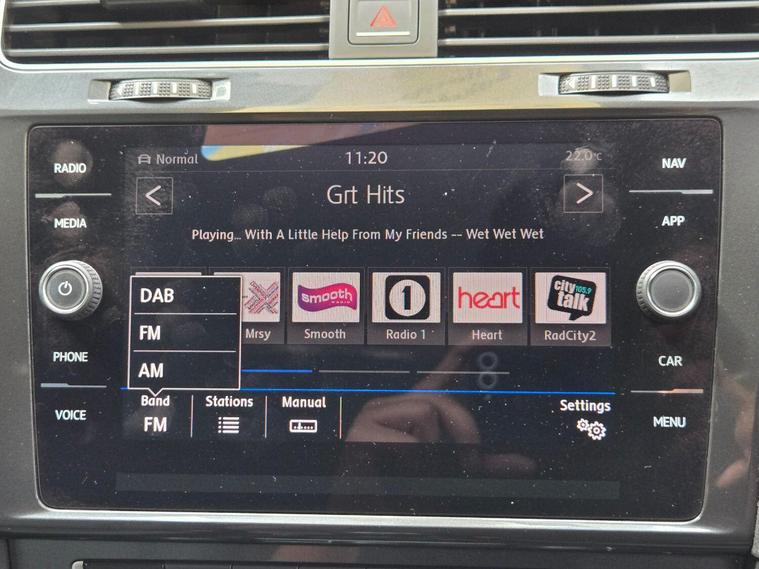 RADIO
MEDIA
PHONE
VOICE
Normal 11:20 22.0°C
Grt Hits
Playing... With A Little Help From My Friends -- Wet Wet Wet
DAB
FM
AM
smooth
RADIO
1
heart
city
105.9
talk
Mrsy Smooth Radio 1 Heart RadCity2
Band Stations Manual Settings
FM
NAV
APP
CAR
MENU